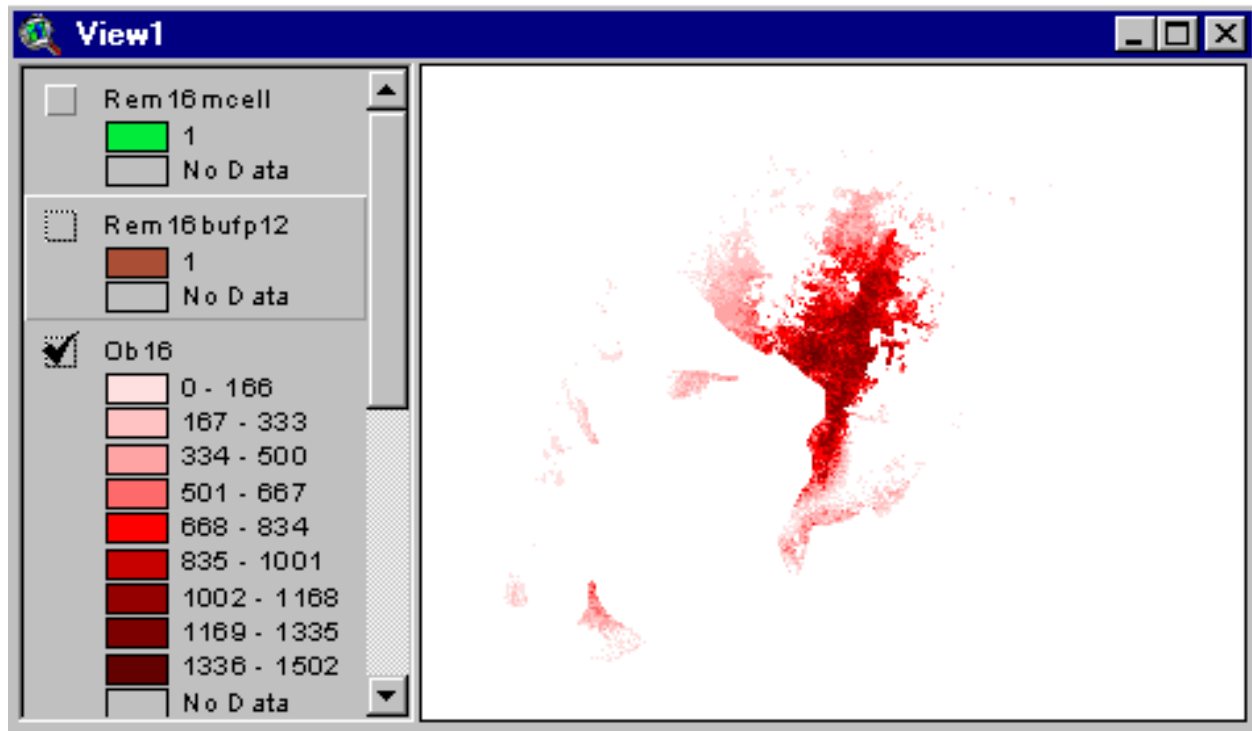 View1
Rem16mcell
1
No Data
Rem16bufp12
1
No Data
Ob16
0 - 166
167 - 333
334 - 500
501 - 667
668 - 834
835 - 1001
1002 - 1168
1169 - 1335
1336 - 1502
No Data